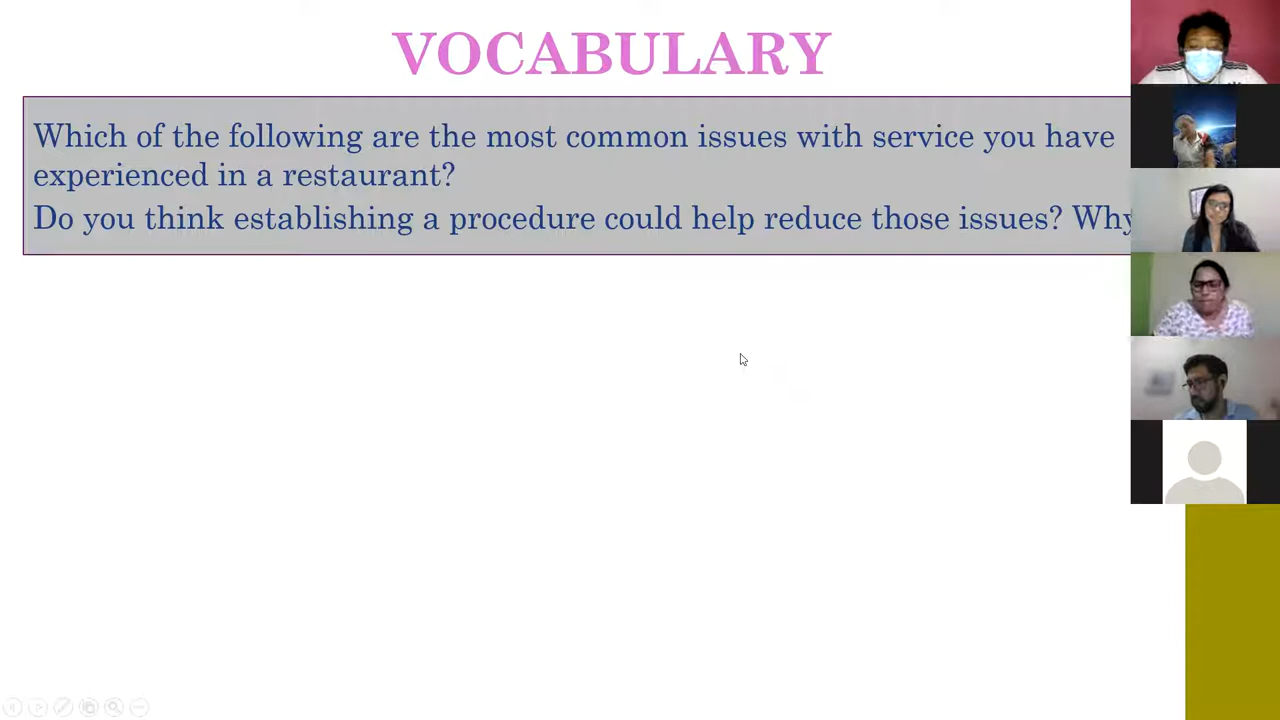 VOCABULARY
Which of the following are the most common issues with service you have
experienced in a restaurant?
Do you think establishing a procedure could help reduce those issues? Why